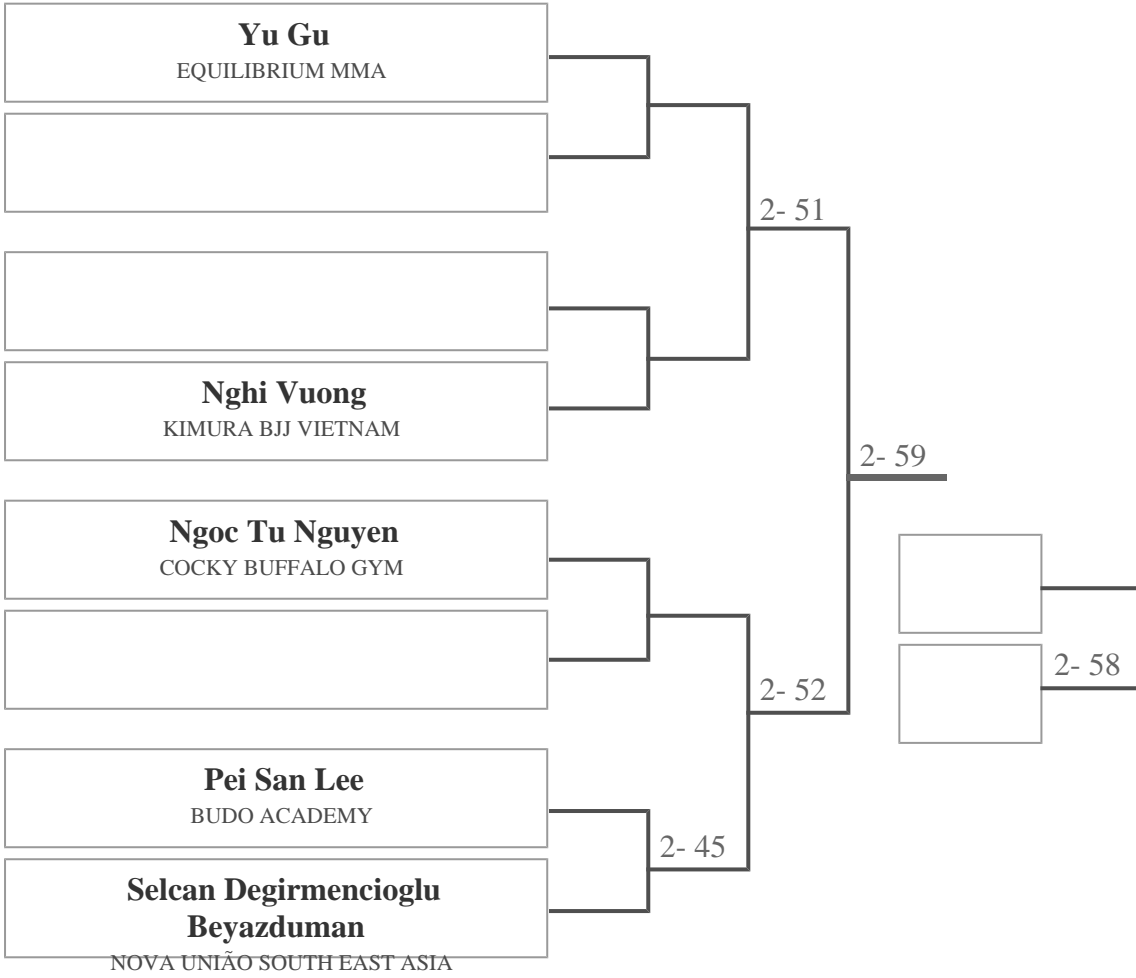 Yu Gu
EQUILIBRIUM MMA
2- 51
Nghi Vuong
KIMURA BJJ VIETNAM
2- 59
Ngoc Tu Nguyen
COCKY BUFFALO GYM
2- 58
2- 52
Pei San Lee
BUDO ACADEMY
2- 45
Selcan Degirmencioglu
Beyazduman
NOVA UNIÃO SOUTH EAST ASIA